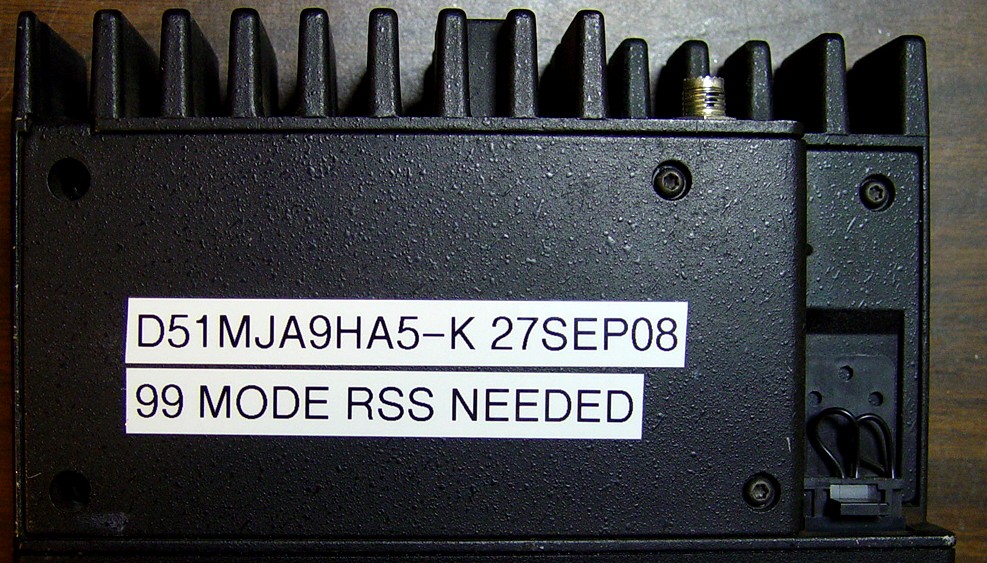 D51MJA9HA5-K 27SEP08
99 MODE RSS NEEDED